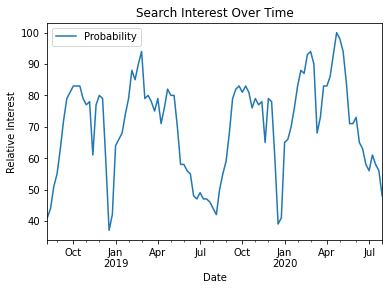 Search Interest Over Time
Probability
Relative Interest
100
90
80
70
60
50
40
Oct
Jan
2019
Apr
Jul
Oct
Jan
2020
Apr
Jul
Date